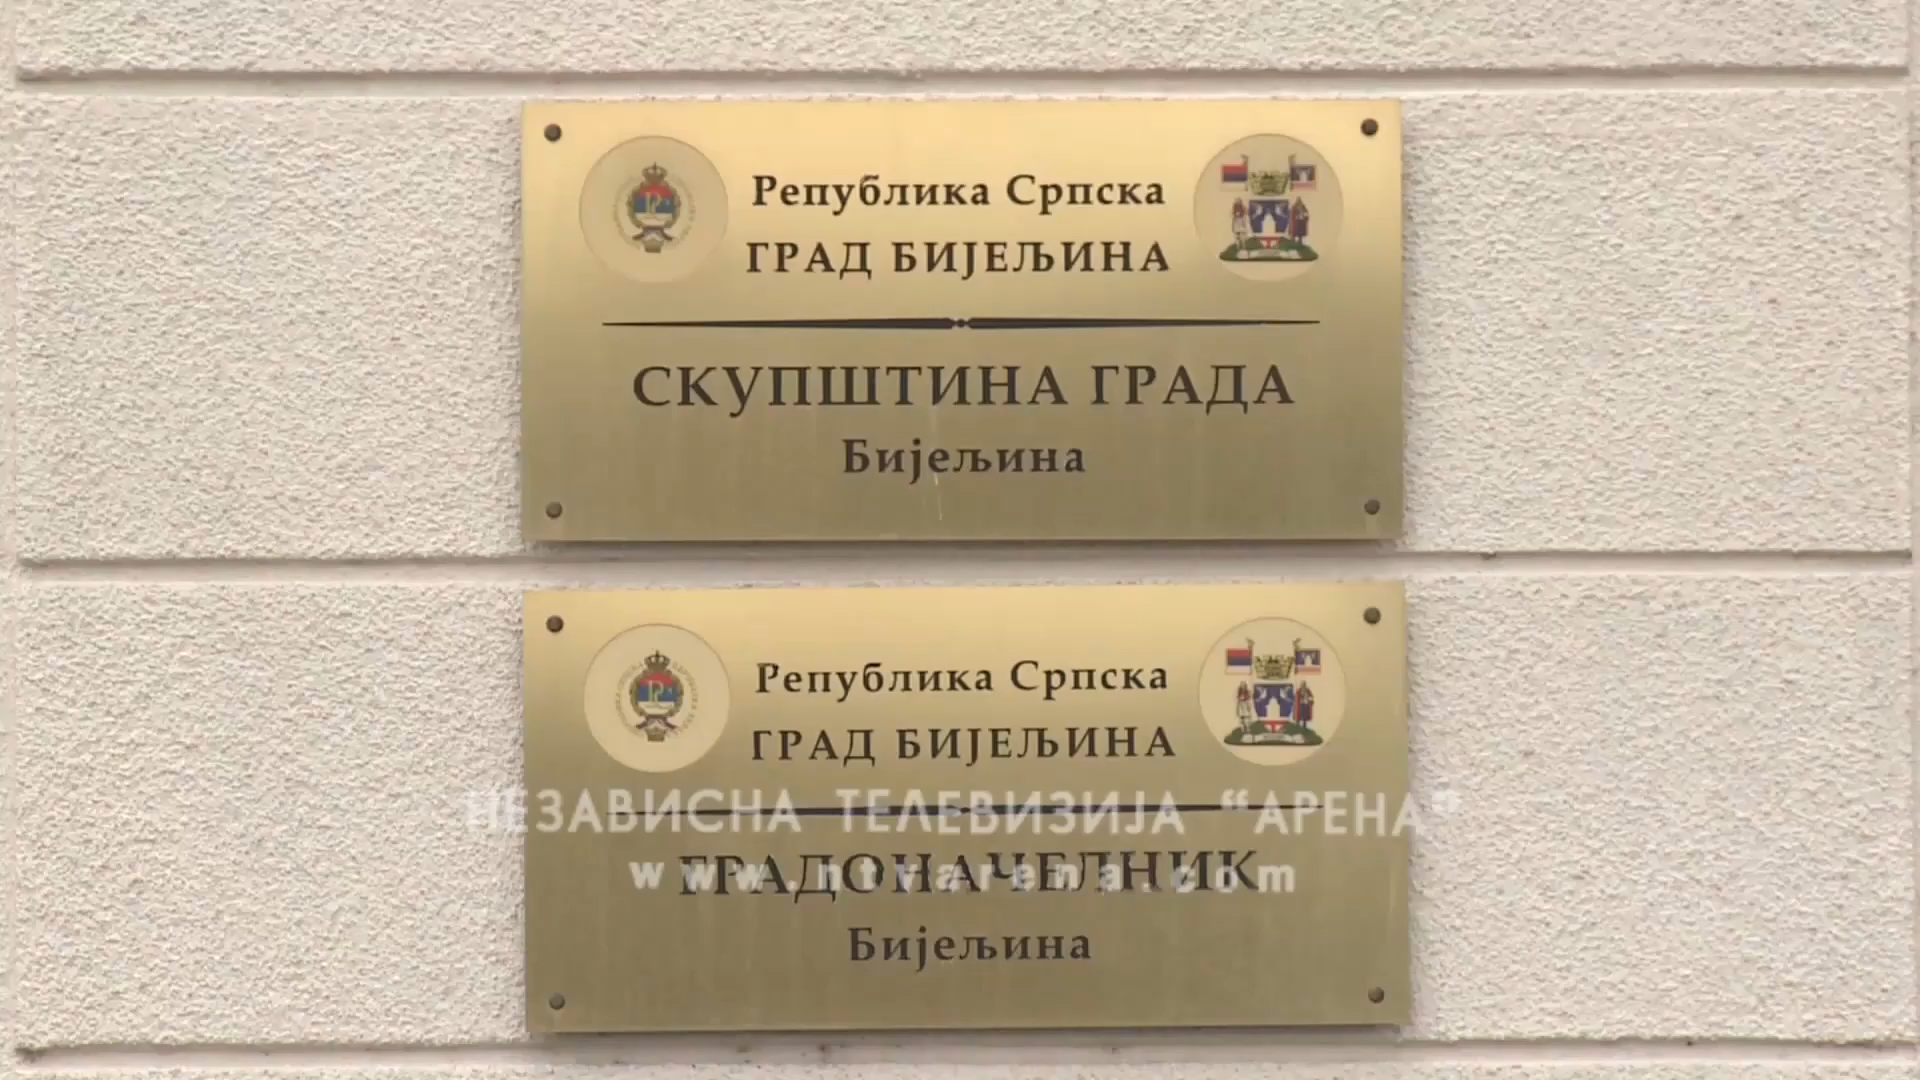 Република Српска
ГРАД БИЈЕЉИНА
СКУПШТИНА ГРАДА
Бијељина
Република Српска
ГРАД БИЈЕЉИНА
НЕЗАВИСНА ТЕЛЕВИЗИЈА “АРЕНА”
ГРАДОНАЧЕЛНИК
www.ntvarena.com
Бијељина